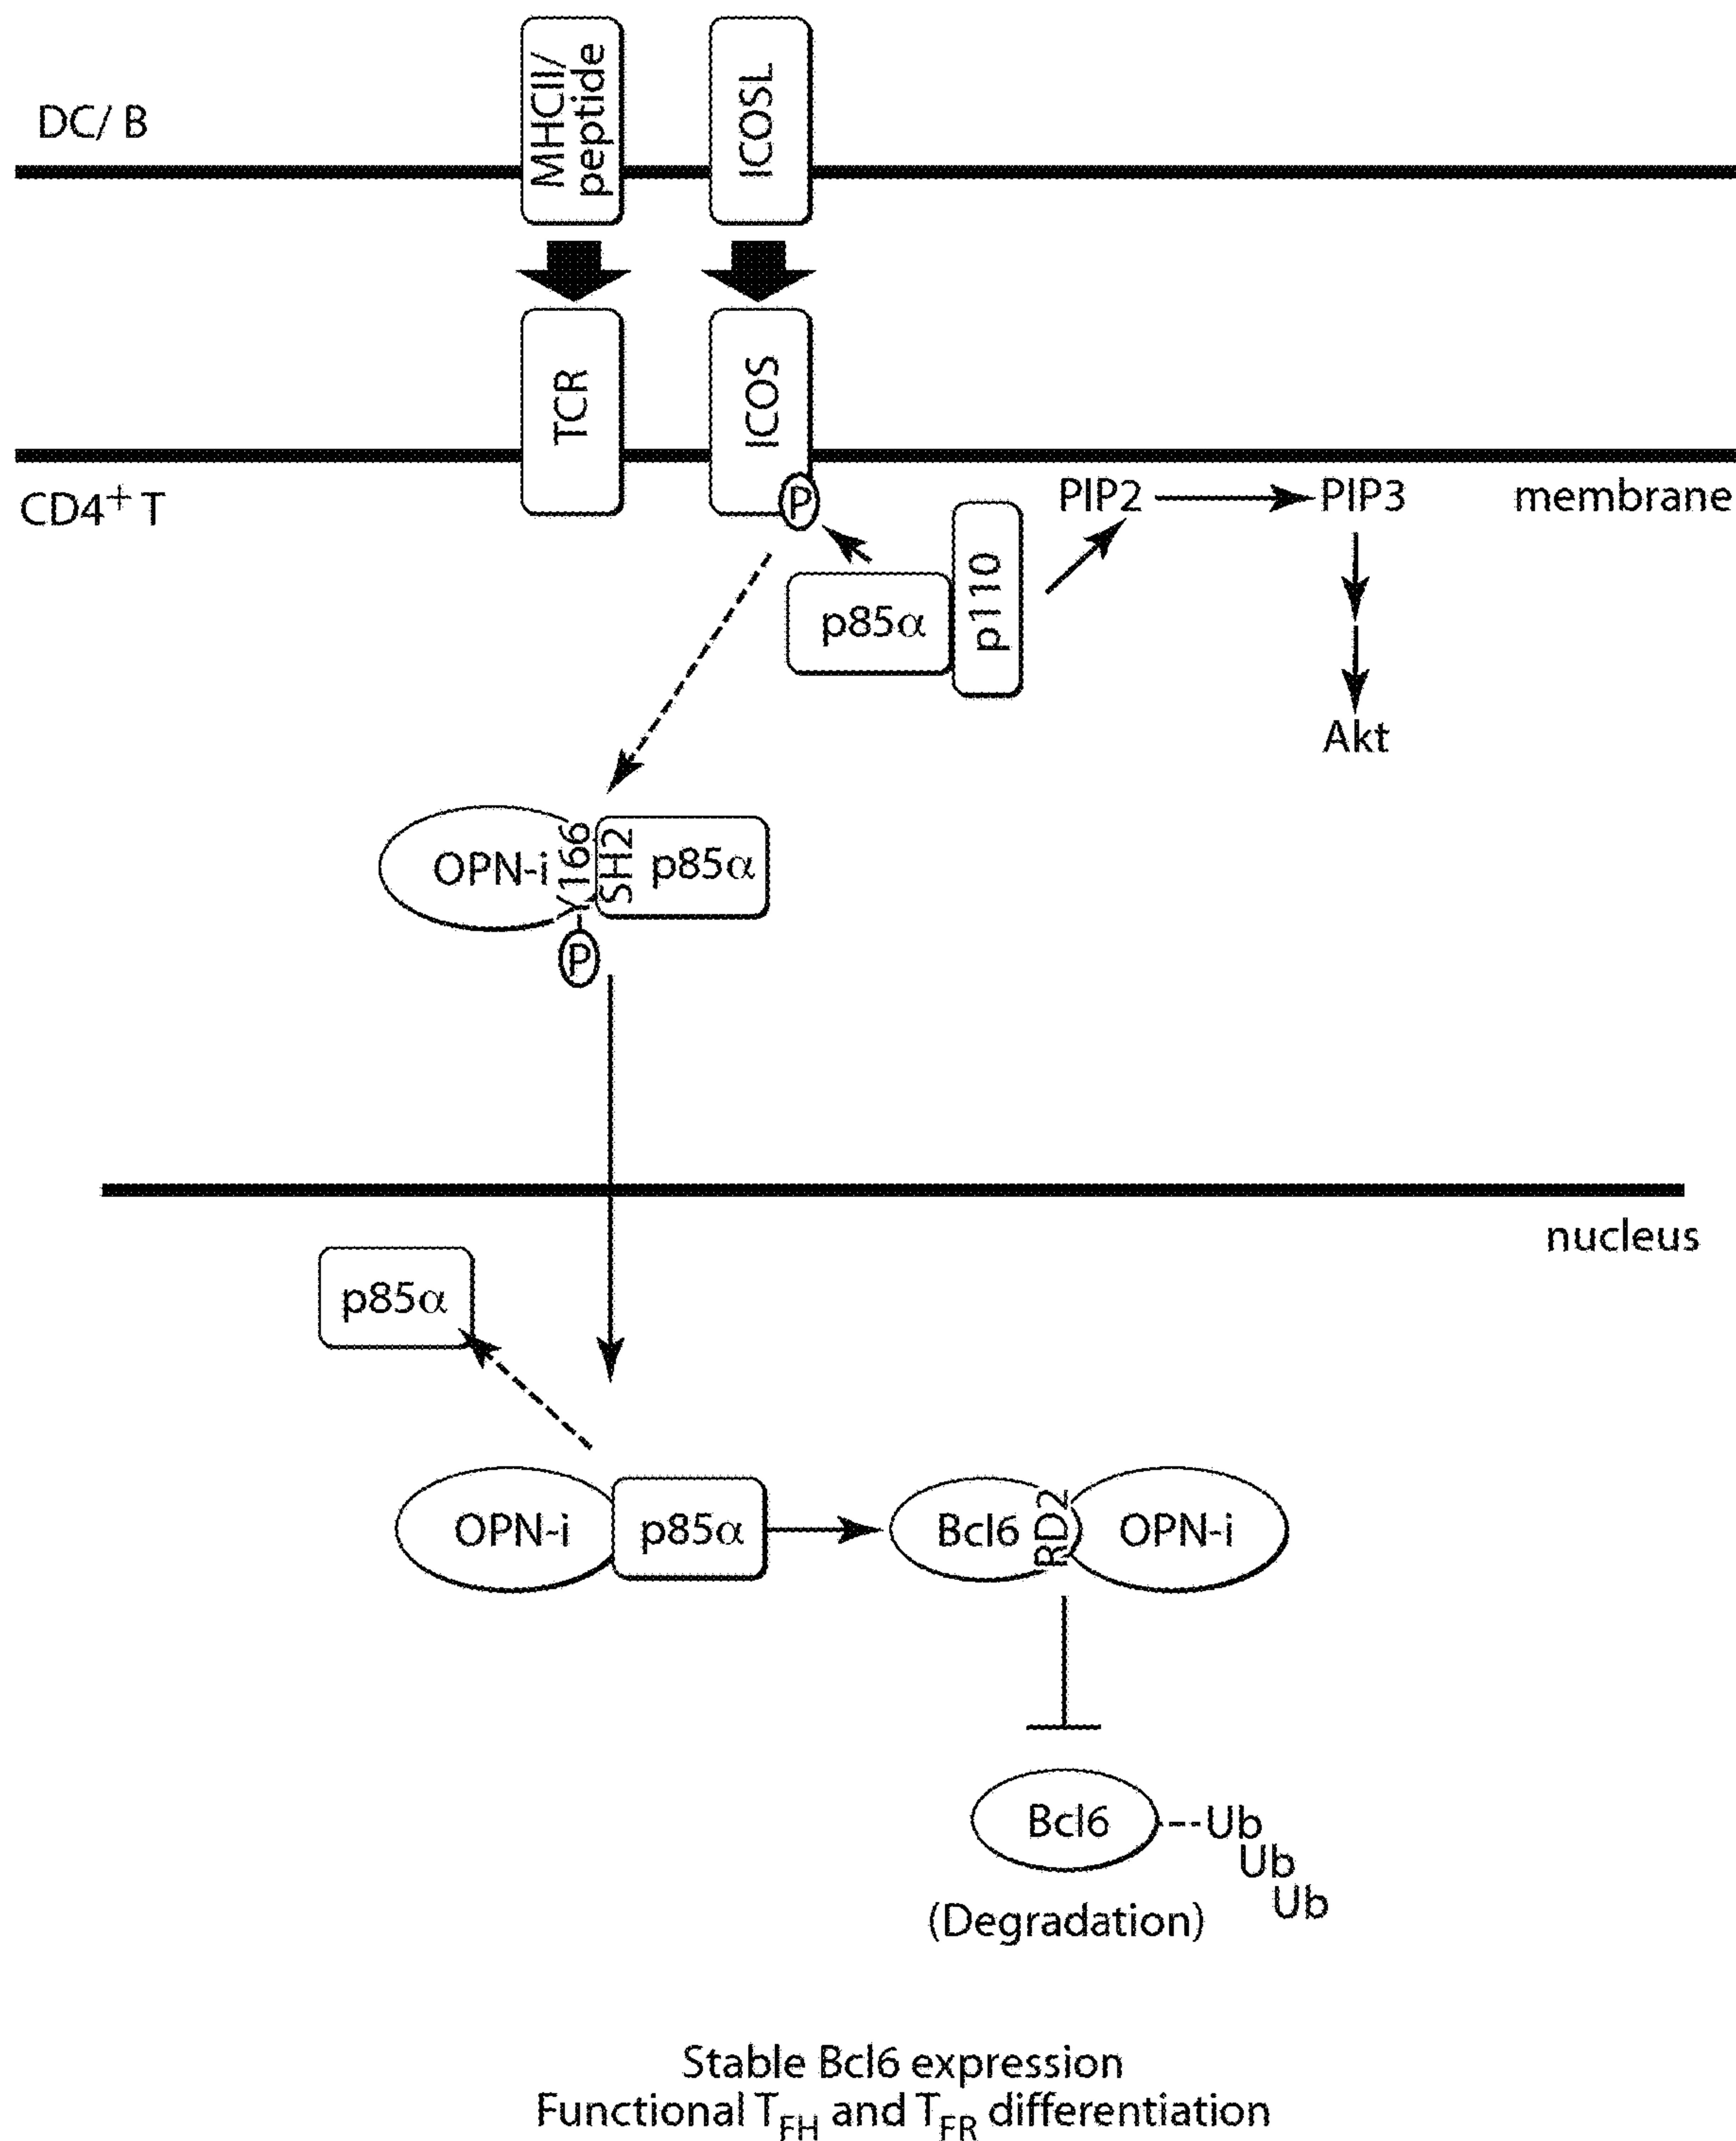 DC/ B
MHCII/
peptide
ICOSL
TCR
ICOS
P
CD4+ T
PIP2
PIP3
membrane
p85α
p110
Akt
OPN-i
Y166
SH2
p85α
P
nucleus
p85α
OPN-i
p85α
Bcl6
RD2
OPN-i
Bcl6
Ub
Ub
Ub
(Degradation)
Stable Bcl6 expression
Functional TFH and TFR differentiation